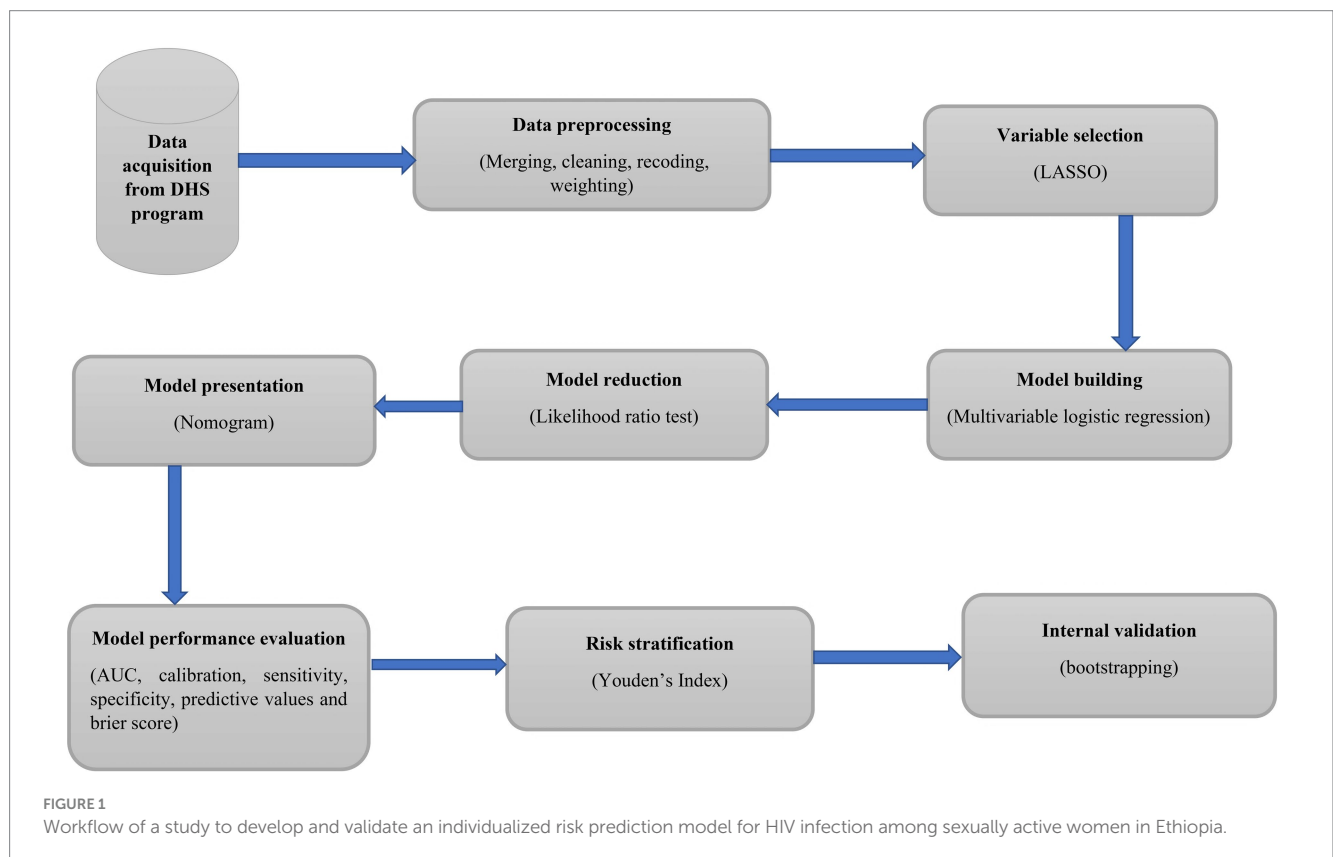 Data
acquisition
from DHS
program
Data preprocessing
(Merging, cleaning, recoding,
weighting)
Variable selection
(LASSO)
Model presentation
(Nomogram)
Model reduction
(Likelihood ratio test)
Model building
(Multivariable logistic regression)
Model performance evaluation
(AUC, calibration, sensitivity,
specificity, predictive values and
brier score)
Risk stratification
(Youden’s Index)
Internal validation
(bootstrapping)
FIGURE 1
Workflow of a study to develop and validate an individualized risk prediction model for HIV infection among sexually active women in Ethiopia.